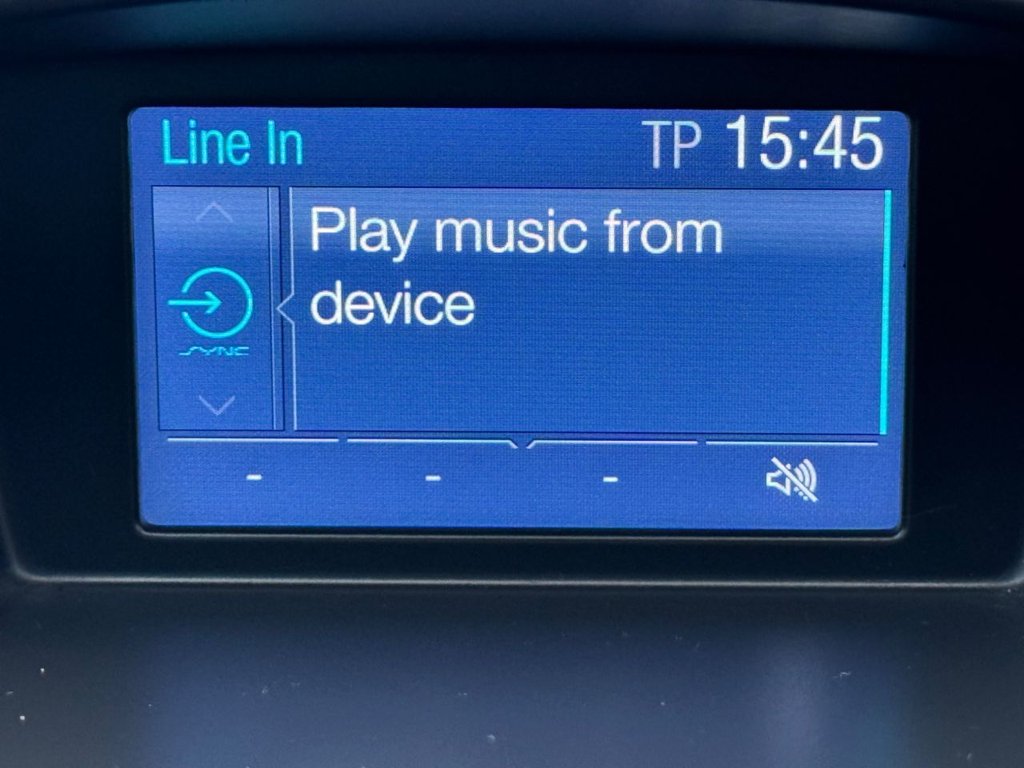 Line In TP 15:45
Play music from
device
SYNC
- - -